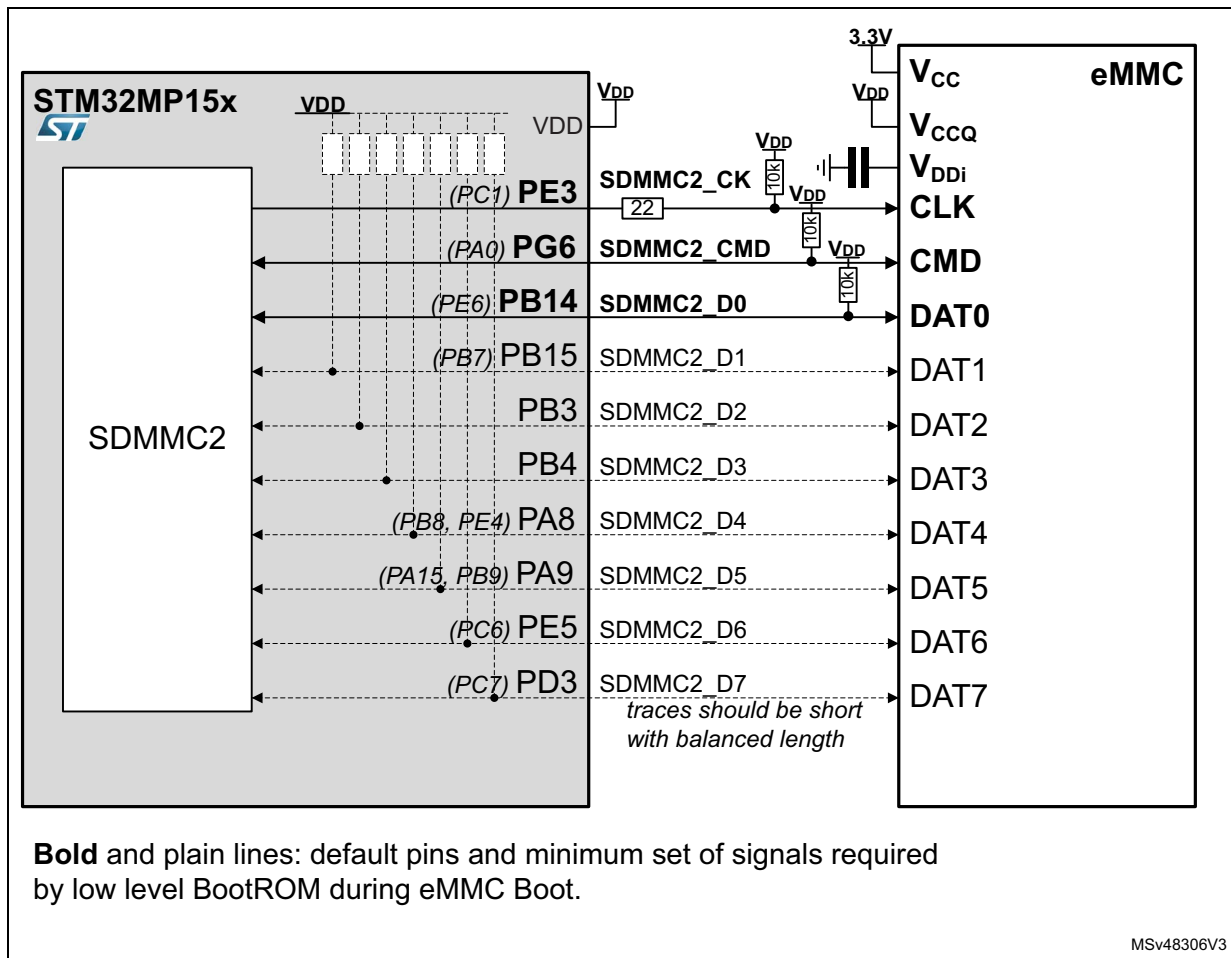 3.3V
VCC
eMMC
STM32MP15x
ST
VDD
VDD
VDD
VDD
VCCQ
VDDi
VDD
10k
(PC1) PE3
SDMMC2_CK
22
CLK
VDD
10k
(PA0) PG6
SDMMC2_CMD
CMD
VDD
10k
(PE6) PB14
SDMMC2_D0
DAT0
(PB7) PB15
SDMMC2_D1
DAT1
SDMMC2
PB3
SDMMC2_D2
DAT2
PB4
SDMMC2_D3
DAT3
(PB8, PE4) PA8
SDMMC2_D4
DAT4
(PA15, PB9) PA9
SDMMC2_D5
DAT5
(PC6) PE5
SDMMC2_D6
DAT6
(PC7) PD3
SDMMC2_D7
DAT7
traces should be short
with balanced length
Bold and plain lines: default pins and minimum set of signals required
by low level BootROM during eMMC Boot.
MSv48306V3